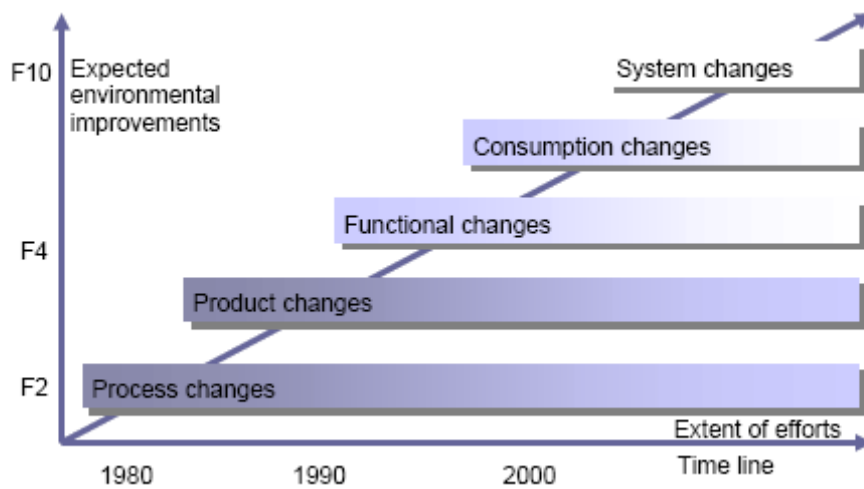 F10
Expected
environmental
improvements
System changes
Consumption changes
Functional changes
F4
Product changes
F2
Process changes
Extent of efforts
1980
1990
2000
Time line